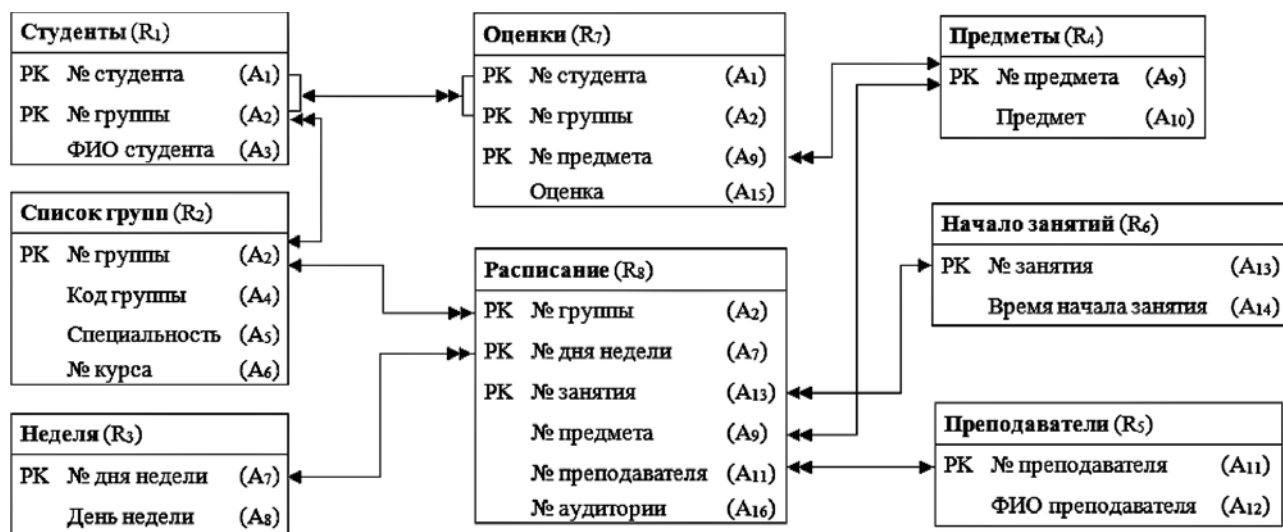 Студенты (R1)
PK № студента (A1)
PK № группы (A2)
ФИО студента (A3)
Список групп (R2)
PK № группы (A2)
Код группы (A4)
Специальность (A5)
№ курса (A6)
Неделя (R3)
PK № дня недели (A7)
День недели (A8)
Оценки (R7)
PK № студента (A1)
PK № группы (A2)
PK № предмета (A9)
Оценка (A15)
Расписание (R8)
PK № группы (A2)
PK № дня недели (A7)
PK № занятия (A13)
№ предмета (A9)
№ преподавателя (A11)
№ аудитории (A16)
Предметы (R4)
PK № предмета (A9)
Предмет (A10)
Начало занятий (R6)
PK № занятия (A13)
Время начала занятия (A14)
Преподаватели (R5)
PK № преподавателя (A11)
ФИО преподавателя (A12)